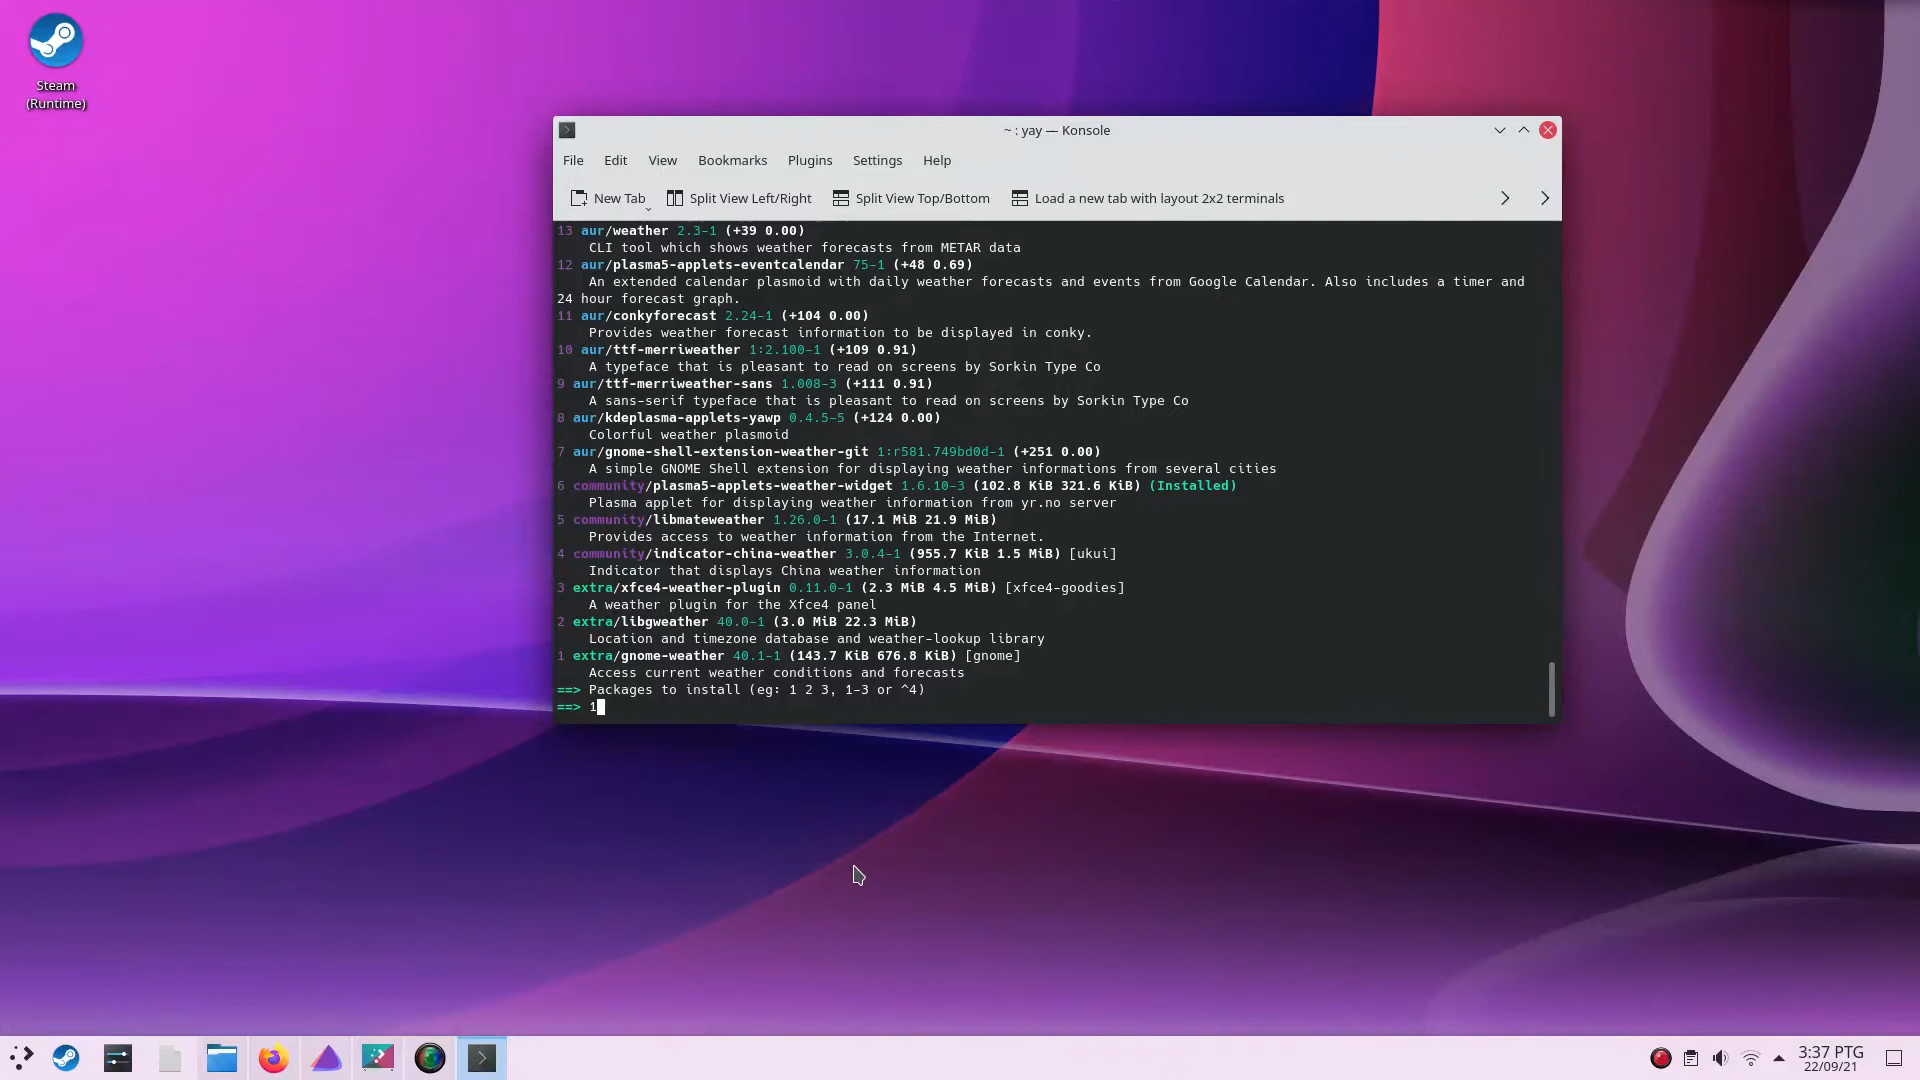 Steam
(Runtime)
~ : yay — Konsole
File Edit View Bookmarks Plugins Settings Help
New Tab Split View Left/Right Split View Top/Bottom Load a new tab with layout 2x2 terminals
13 aur/weather 2.3-1 (+39 0.00)
CLI tool which shows weather forecasts from METAR data
12 aur/plasma5-applets-eventcalendar 75-1 (+48 0.69)
An extended calendar plasmoid with daily weather forecasts and events from Google Calendar. Also includes a timer and
24 hour forecast graph.
11 aur/conkyforecast 2.24-1 (+104 0.00)
Provides weather forecast information to be displayed in conky.
10 aur/ttf-merriweather 1:2.100-1 (+109 0.91)
A typeface that is pleasant to read on screens by Sorkin Type Co
9 aur/ttf-merriweather-sans 1.008-3 (+111 0.91)
A sans-serif typeface that is pleasant to read on screens by Sorkin Type Co
8 aur/kdeplasma-applets-yawp 0.4.5-5 (+124 0.00)
Colorful weather plasmoid
7 aur/gnome-shell-extension-weather-git 1:r581.749bd0d-1 (+251 0.00)
A simple GNOME Shell extension for displaying weather informations from several cities
6 community/plasma5-applets-weather-widget 1.6.10-3 (102.8 KiB 321.6 KiB) (Installed)
Plasma applet for displaying weather information from yr.no server
5 community/libmateweather 1.26.0-1 (17.1 MiB 21.9 MiB)
Provides access to weather information from the Internet.
4 community/indicator-china-weather 3.0.4-1 (955.7 KiB 1.5 MiB) [ukui]
Indicator that displays China weather information
3 extra/xfce4-weather-plugin 0.11.0-1 (2.3 MiB 4.5 MiB) [xfce4-goodies]
A weather plugin for the Xfce4 panel
2 extra/libgweather 40.0-1 (3.0 MiB 22.3 MiB)
Location and timezone database and weather-lookup library
1 extra/gnome-weather 40.1-1 (143.7 KiB 676.8 KiB) [gnome]
Access current weather conditions and forecasts
==> Packages to install (eg: 1 2 3, 1-3 or ^4)
==> 1
3:37 PTG
22/09/21